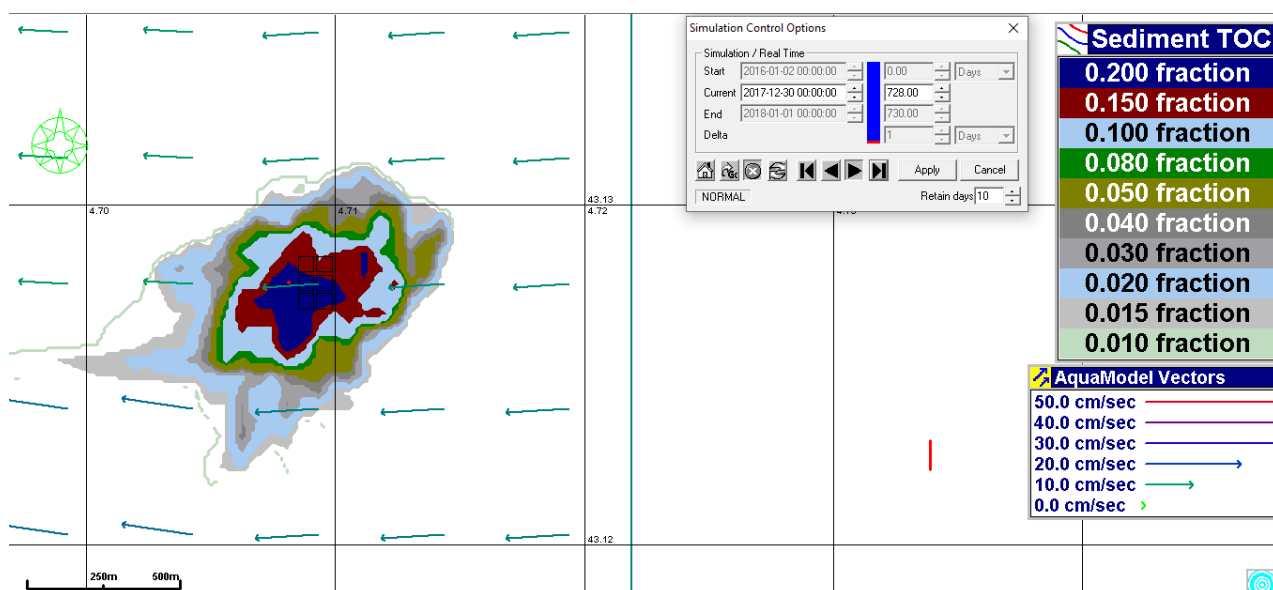 Simulation Control Options
Simulation / Real Time
Start 2016-01-02 00:00:00 0.00 Days
Current 2017-12-30 00:00:00 728.00
End 2018-01-01 00:00:00 730.00
Delta 1 Days
Apply Cancel
NORMAL Retain days 10
Sediment TOC
0.200 fraction
0.150 fraction
0.100 fraction
0.080 fraction
0.050 fraction
0.040 fraction
0.030 fraction
0.020 fraction
0.015 fraction
0.010 fraction
AquaModel Vectors
50.0 cm/sec
40.0 cm/sec
30.0 cm/sec
20.0 cm/sec
10.0 cm/sec
0.0 cm/sec
43.13
4.70 4.71 4.72
43.12
250m 500m